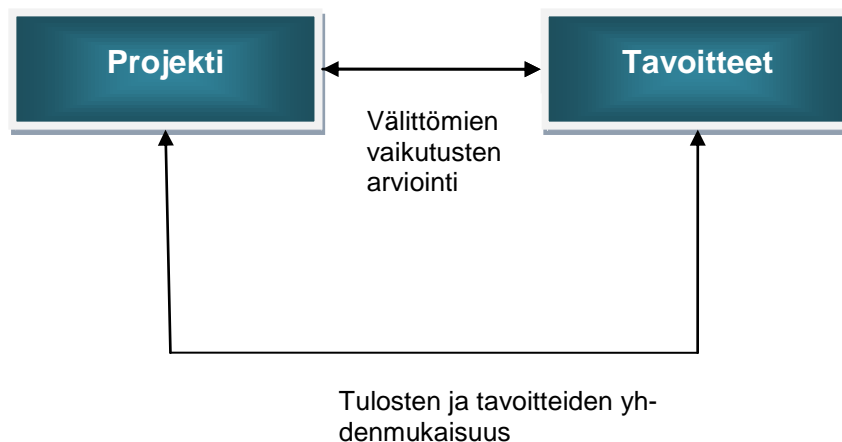 Projekti
Tavoitteet
Välittömien
vaikutusten
arviointi
Tulosten ja tavoitteiden yh-
denmukaisuus